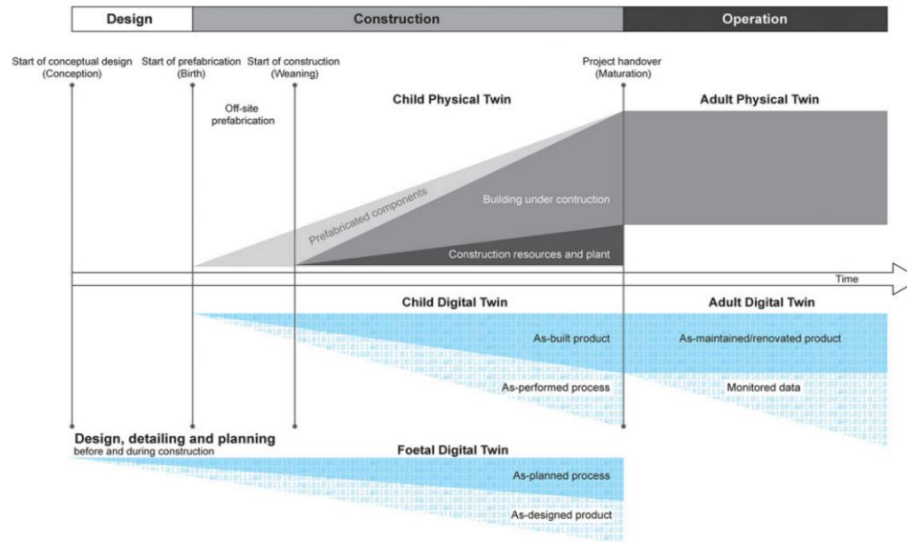 Design
Construction
Operation
Start of conceptual design
(Conception)
Start of prefabrication
(Birth)
Start of construction
(Weaning)
Project handover
(Maturation)
Off-site
prefabrication
Child Physical Twin
Adult Physical Twin
Prefabricated components
Building under contruction
Construction resources and plant
Time
Child Digital Twin
Adult Digital Twin
As-built product
As-maintained/renovated product
As-performed process
Monitored data
Design, detailing and planning
before and during construction
Foetal Digital Twin
As-planned process
As-designed product